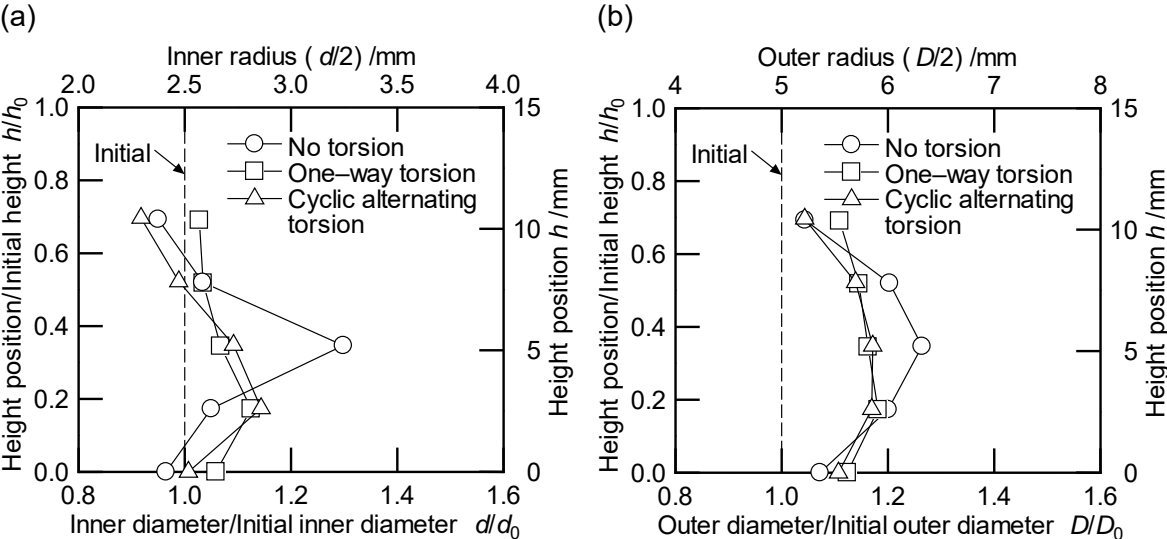 (a)
Inner radius ( d/2) /mm
2.0 2.5 3.0 3.5 4.0
Height position/Initial height h/h₀
1.0
0.8
0.6
0.4
0.2
0.0
Initial
No torsion
One–way torsion
Cyclic alternating
torsion
15
10
5
0
Height position h /mm
0.8 1.0 1.2 1.4 1.6
Inner diameter/Initial inner diameter d/d₀
(b)
Outer radius ( D/2) /mm
4 5 6 7 8
Height position/Initial height h/h₀
1.0
0.8
0.6
0.4
0.2
0.0
Initial
No torsion
One–way torsion
Cyclic alternating
torsion
15
10
5
0
Height position h /mm
0.8 1.0 1.2 1.4 1.6
Outer diameter/Initial outer diameter D/D₀